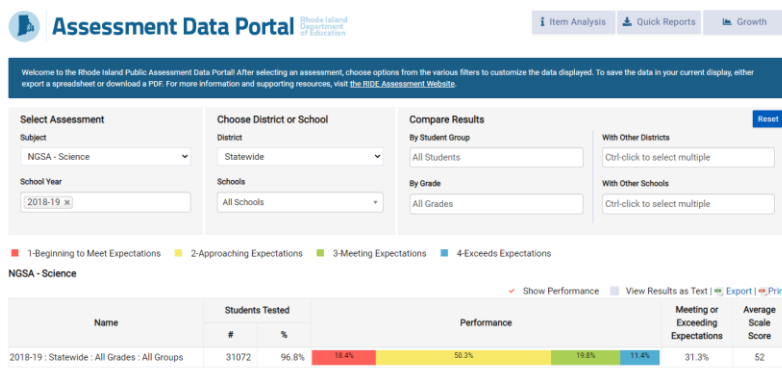 Assessment Data Portal
Rhode Island
Department
of Education
Item Analysis
Quick Reports
Growth
Welcome to the Rhode Island Public Assessment Data Portal! After selecting an assessment, choose options from the various filters to customize the data displayed. To save the data in your current display, either
export a spreadsheet or download a PDF. For more information and supporting resources, visit the RIDE Assessment Website.
Select Assessment
Subject
NGSA - Science
School Year
2018-19 ×
Choose District or School
District
Statewide
Schools
All Schools
Compare Results
Reset
By Student Group
All Students
By Grade
All Grades
With Other Districts
Ctrl-click to select multiple
With Other Schools
Ctrl-click to select multiple
1-Beginning to Meet Expectations 2-Approaching Expectations 3-Meeting Expectations 4-Exceeds Expectations
NGSA - Science
Show Performance View Results as Text | Export | Prin
Name
Students Tested
# %
Performance
Meeting or
Exceeding
Expectations
Average
Scale
Score
2018-19 : Statewide : All Grades : All Groups 31072 96.8% 18.4% 50.3% 19.8% 11.4% 31.3% 52